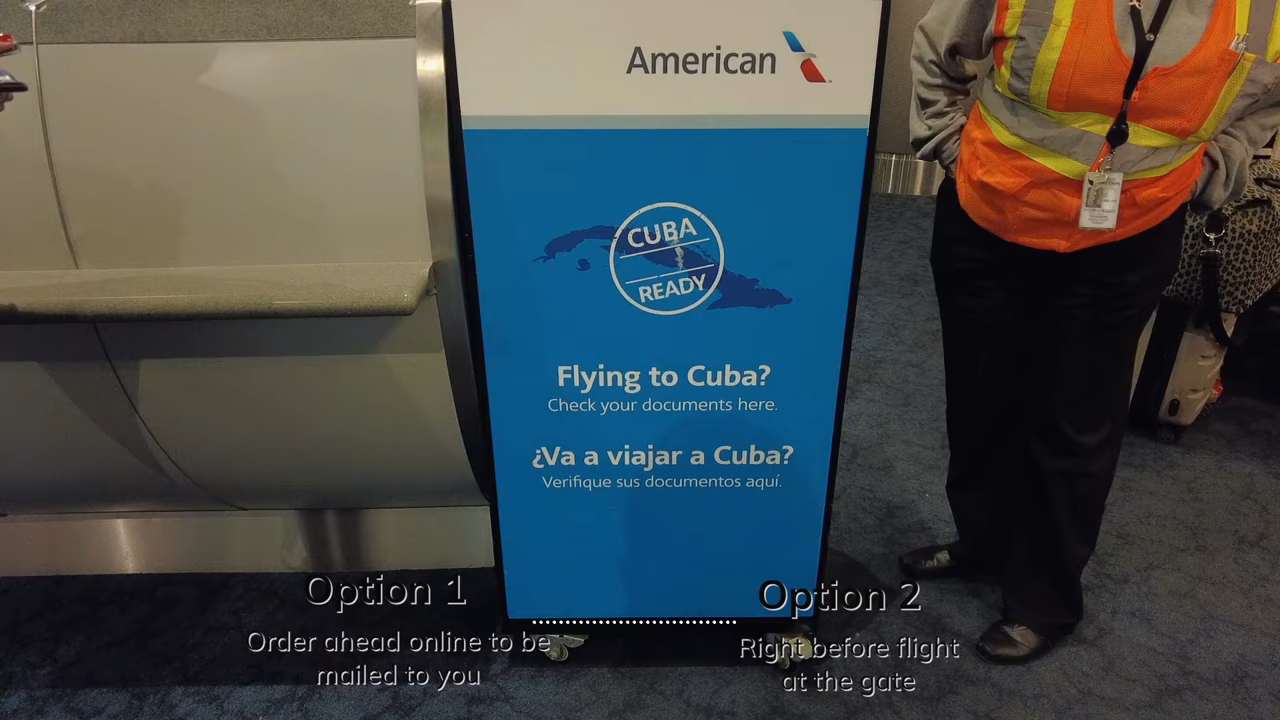 American
CUBA
READY
Flying to Cuba?
Check your documents here.
¿Va a viajar a Cuba?
Verifique sus documentos aquí.
Option 1
Order ahead online to be
mailed to you
Option 2
Right before flight
at the gate